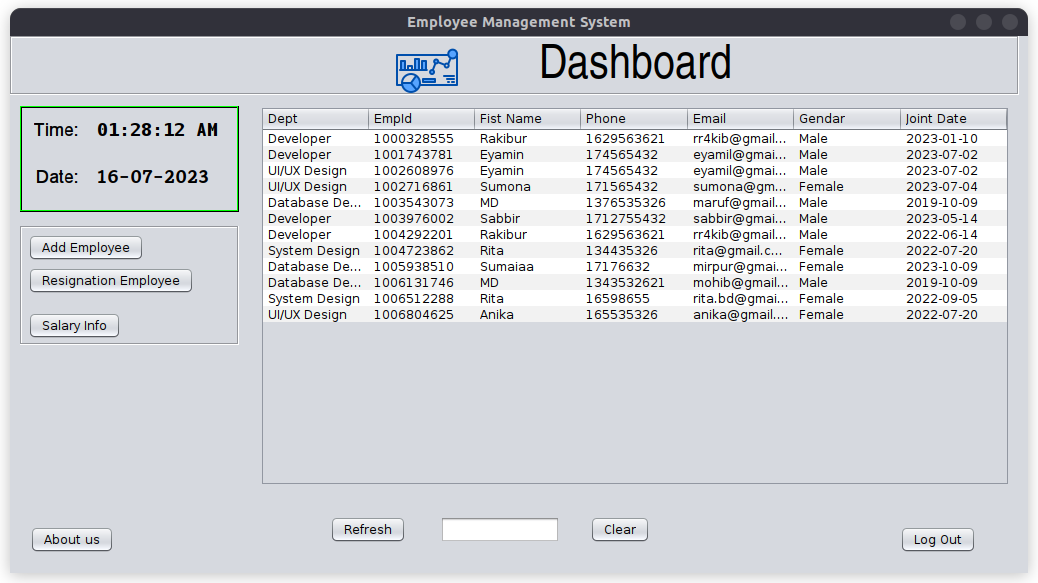 Employee Management System
Dashboard
Time: 01:28:12 AM
Date: 16-07-2023
Add Employee
Resignation Employee
Salary Info
Dept EmpId Fist Name Phone Email Gendar Joint Date
Developer 1000328555 Rakibur 1629563621 rr4kib@gmail... Male 2023-01-10
Developer 1001743781 Eyamin 174565432 eyamil@gmai... Male 2023-07-02
UI/UX Design 1002608976 Eyamin 174565432 eyamil@gmai... Male 2023-07-02
UI/UX Design 1002716861 Sumona 171565432 sumona@gm... Female 2023-07-04
Database De... 1003543073 MD 1376535326 maruf@gmail... Male 2019-10-09
Developer 1003976002 Sabbir 1712755432 sabbir@gmai... Male 2023-05-14
Developer 1004292201 Rakibur 1629563621 rr4kib@gmail... Male 2022-06-14
System Design 1004723862 Rita 134435326 rita@gmail.c... Female 2022-07-20
Database De... 1005938510 Sumaiaa 17176632 mirpur@gmai... Female 2023-10-09
Database De... 1006131746 MD 1343532621 mohib@gmail... Male 2019-10-09
System Design 1006512288 Rita 16598655 rita.bd@gmai... Female 2022-09-05
UI/UX Design 1006804625 Anika 165535326 anika@gmail.... Female 2022-07-20
Refresh
Clear
About us
Log Out